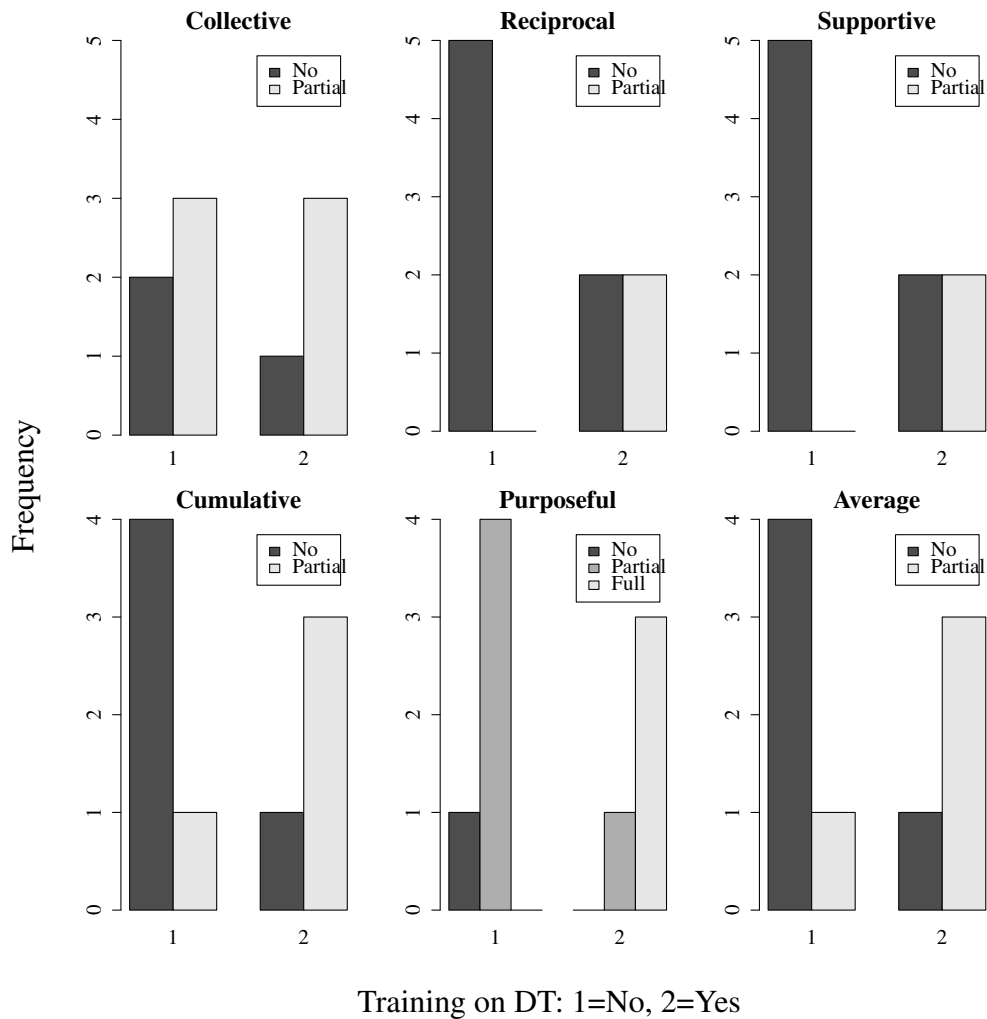 Collective
Reciprocal
Supportive
No
Partial
No
Partial
No
Partial
0 1 2 3 4 5
0 1 2 3 4 5
0 1 2 3 4 5
1 2
1 2
1 2
Cumulative
Purposeful
Average
No
Partial
No
Partial
Full
No
Partial
0 1 2 3 4
0 1 2 3 4
0 1 2 3 4
1 2
1 2
1 2
Frequency
Training on DT: 1=No, 2=Yes